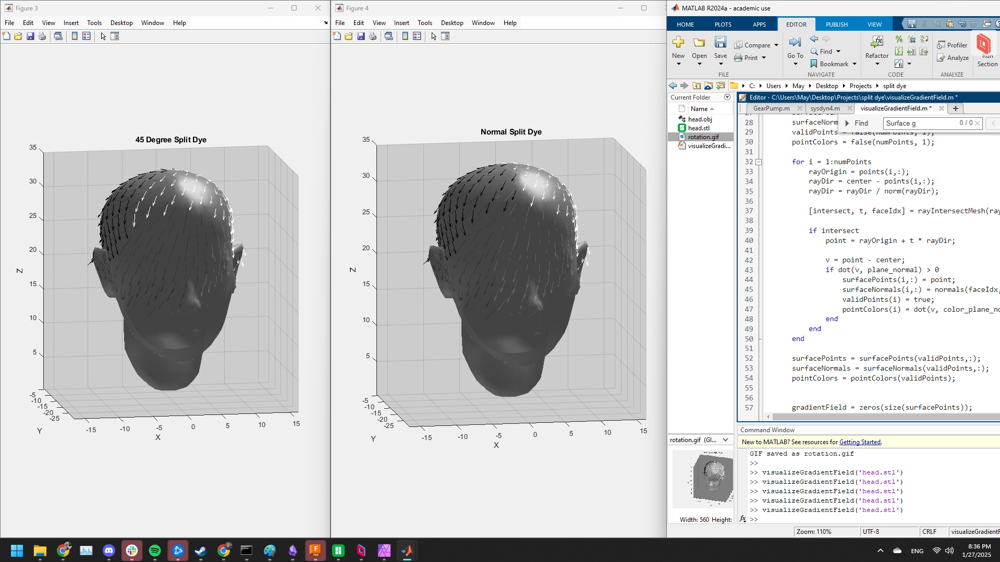 Figure 3
File Edit View Insert Tools Desktop Window Help
45 Degree Split Dye
35
30
25
20
15
10
5
-5
-10
-15
-20
-25
-15
-10
-5
0
5
10
15
Z
Y
X
Figure 4
File Edit View Insert Tools Desktop Window Help
Normal Split Dye
35
30
25
20
15
10
5
-5
-10
-15
-20
-25
-15
-10
-5
0
5
10
15
Z
Y
X
MATLAB R2024a - academic use
HOME PLOTS APPS EDITOR PUBLISH VIEW
New Open Save Compare Print Go To Find Bookmark Refactor Profiler Analyze Run Section
FILE NAVIGATE CODE ANALYZE
C: Users May Desktop Projects split dye
Current Folder
Name
head.obj
head.stl
rotation.gif
visualizeGradi...
rotation.gif (GI...
Width: 560 Height:
Editor - C:\Users\May\Desktop\Projects\split dye\visualizeGradientField.m *
GearPump.m sysdyn4.m visualizeGradientField.m *
Find Surface g 0 / 0
28
29 validPoints = false(numPoints, 1);
30 pointColors = false(numPoints, 1);
31
32 for i = 1:numPoints
33 rayOrigin = points(i,:);
34 rayDir = center - points(i,:);
35 rayDir = rayDir / norm(rayDir);
36
37 [intersect, t, faceIdx] = rayIntersectMesh(ray
38
39 if intersect
40 point = rayOrigin + t * rayDir;
41
42 v = point - center;
43 if dot(v, plane_normal) > 0
44 surfacePoints(i,:) = point;
45 surfaceNormals(i,:) = normals(faceIdx,
46 validPoints(i) = true;
47 pointColors(i) = dot(v, color_plane_no
48 end
49 end
50 end
51
52 surfacePoints = surfacePoints(validPoints,:);
53 surfaceNormals = surfaceNormals(validPoints,:);
54 pointColors = pointColors(validPoints);
55
56
57 gradientField = zeros(size(surfacePoints));
Command Window
New to MATLAB? See resources for Getting Started.
GIF saved as rotation.gif
>>
>> visualizeGradientField('head.stl')
>> visualizeGradientField('head.stl')
>> visualizeGradientField('head.stl')
>> visualizeGradientField('head.stl')
>> visualizeGradientField('head.stl')
fx >>
Zoom: 110% UTF-8 CRLF visualizeGradientField
8:36 PM
1/27/2025